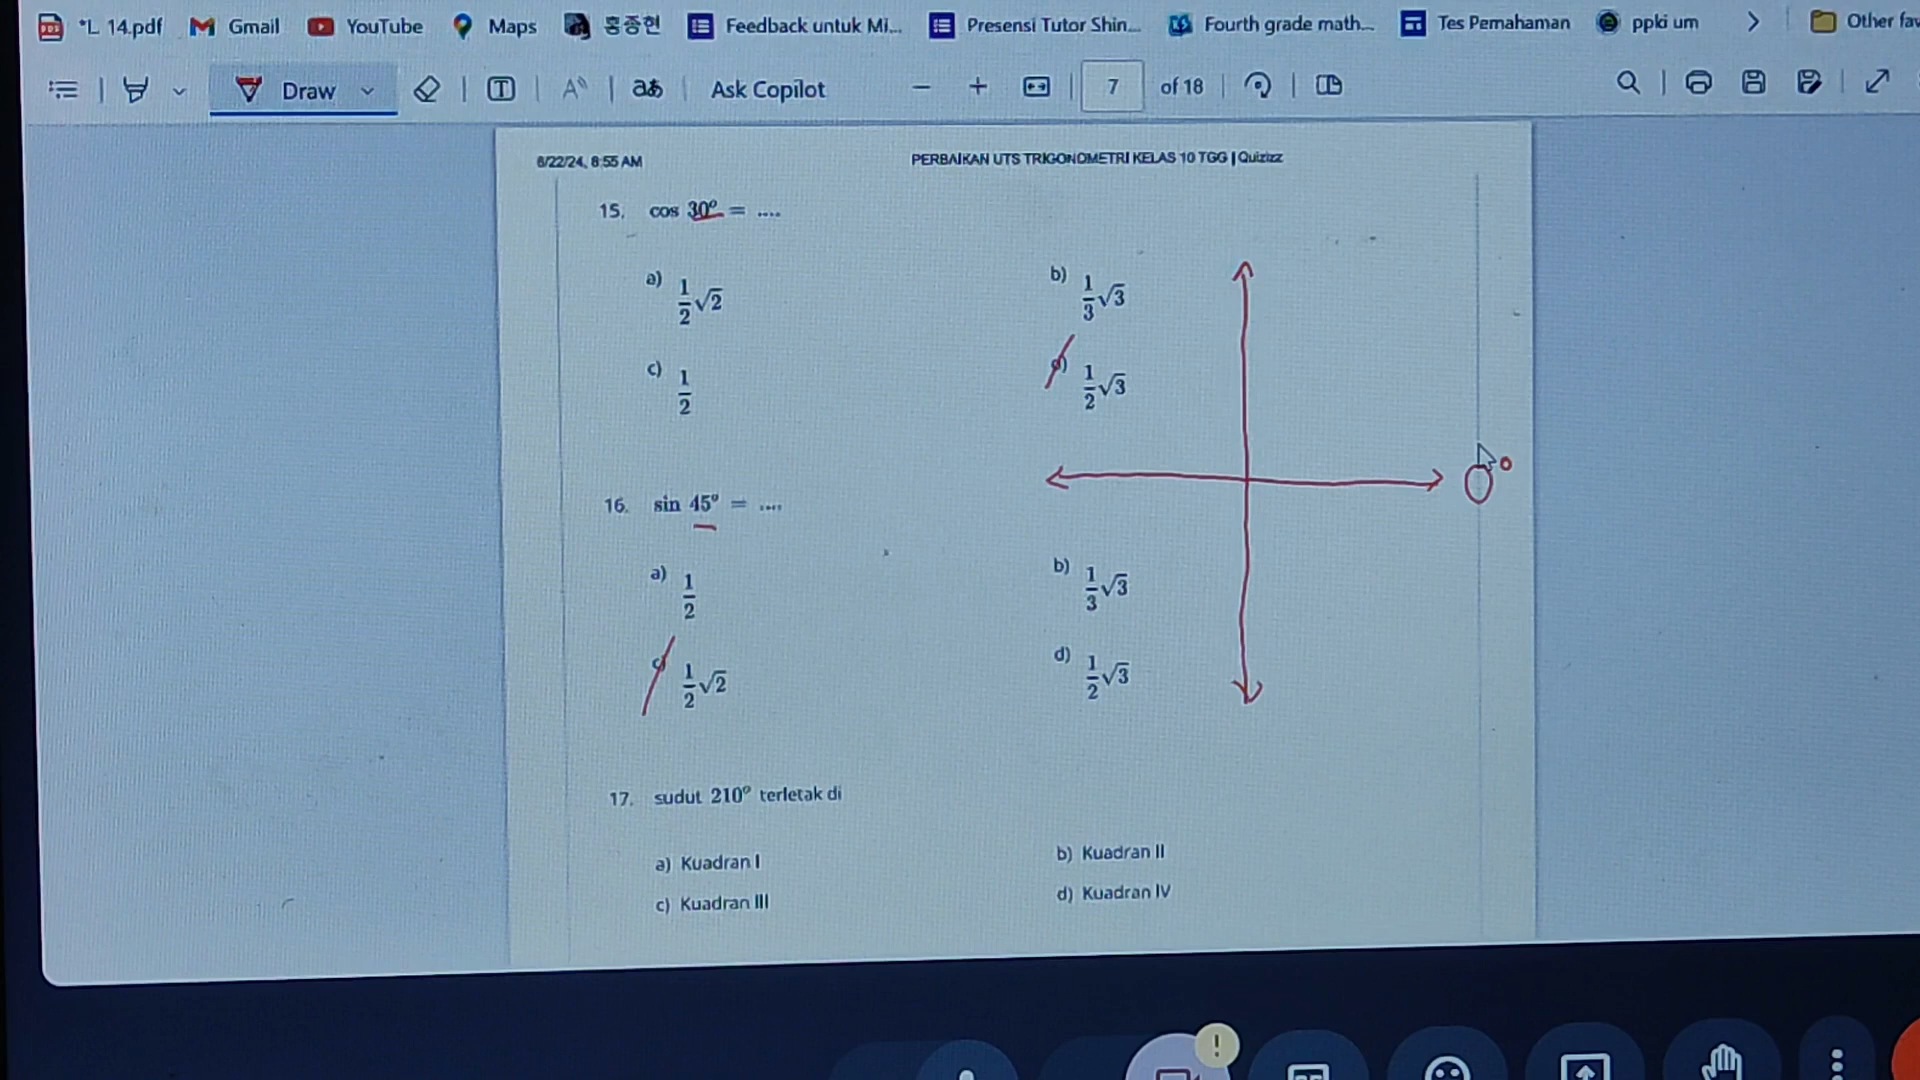 *L 14.pdf Gmail YouTube Maps 홍종현 Feedback untuk Mi... Presensi Tutor Shin... Fourth grade math... Tes Pemahaman ppki um Other fav
Draw T A aあ Ask Copilot 7 of 18
8/22/24, 8:55 AM PERBAIKAN UTS TRIGONOMETRI KELAS 10 TGG | Quizizz
15. cos 30° = ....
a) 1/2 √2 b) 1/3 √3
c) 1/2 d) 1/2 √3
0°
16. sin 45° = ....
a) 1/2 b) 1/3 √3
c) 1/2 √2 d) 1/2 √3
17. sudut 210° terletak di
a) Kuadran I b) Kuadran II
c) Kuadran III d) Kuadran IV